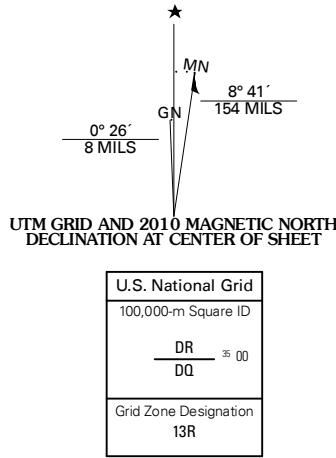 ★
MN
8° 41´
154 MILS
GN
0° 26´
8 MILS
UTM GRID AND 2010 MAGNETIC NORTH
DECLINATION AT CENTER OF SHEET
U.S. National Grid
100,000-m Square ID
DR
35 00
DQ
Grid Zone Designation
13R